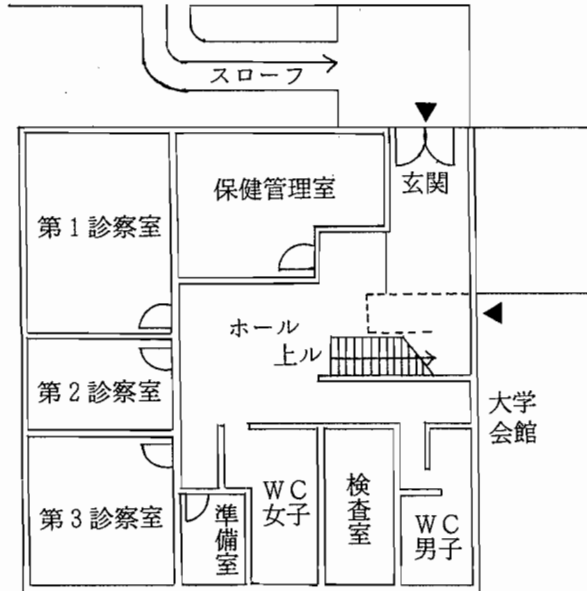 スローフ
玄関
保健管理室
第1診察室
ホール
上ル
第2診察室
大学
会館
第3診察室
準備室
WC
女子
検査室
WC
男子